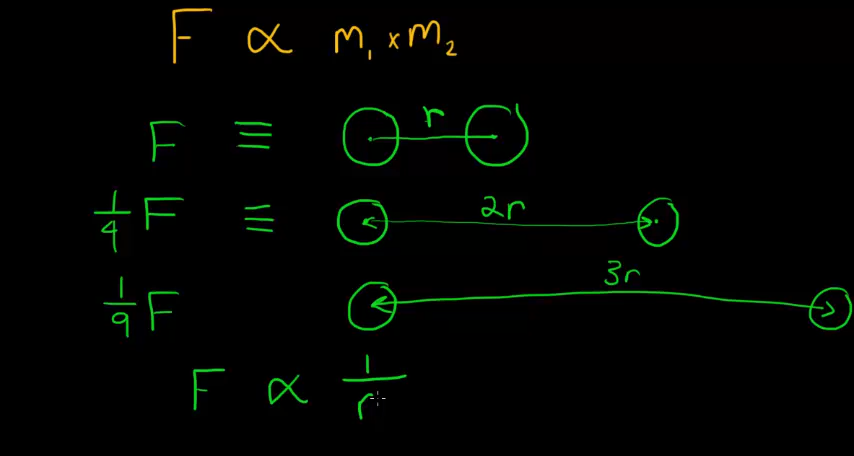 F ∝ m₁ × m₂
F ≡ r
1/4 F ≡ 2r
1/9 F 3r
F ∝ 1/r